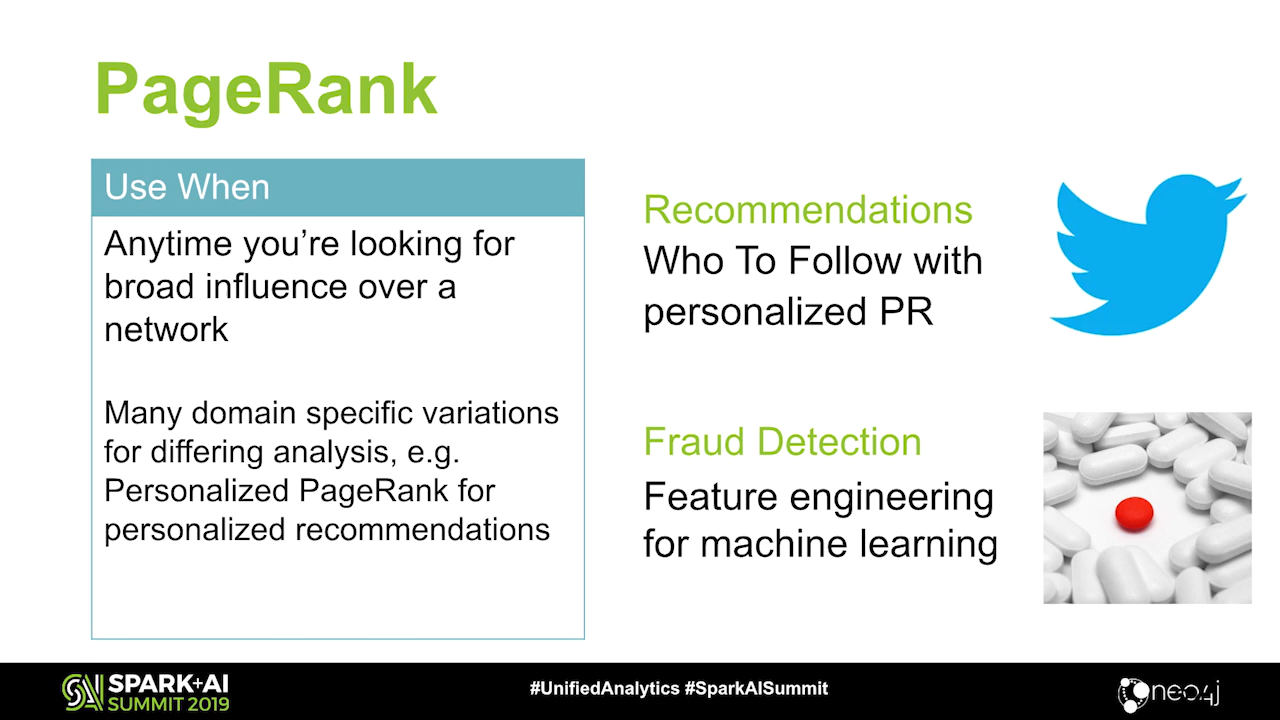 PageRank
Use When
Anytime you’re looking for
broad influence over a
network
Many domain specific variations
for differing analysis, e.g.
Personalized PageRank for
personalized recommendations
Recommendations
Who To Follow with
personalized PR
Fraud Detection
Feature engineering
for machine learning
SPARK+AI
SUMMIT 2019
#UnifiedAnalytics #SparkAISummit
neo4j